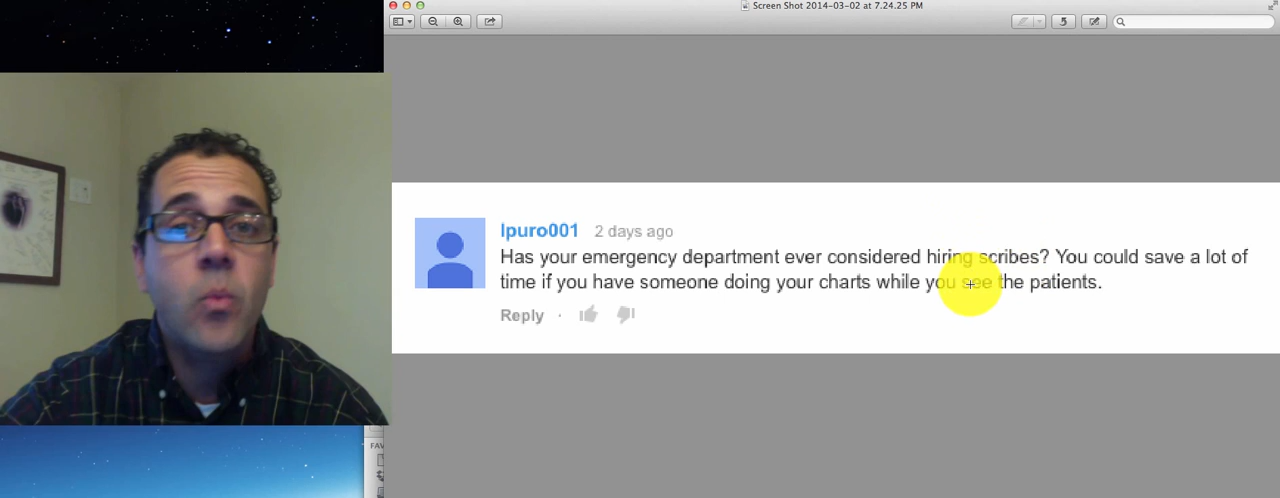 Screen Shot 2014-03-02 at 7.24.25 PM
lpuro001 2 days ago
Has your emergency department ever considered hiring scribes? You could save a lot of
time if you have someone doing your charts while you see the patients.
Reply ·
FAV